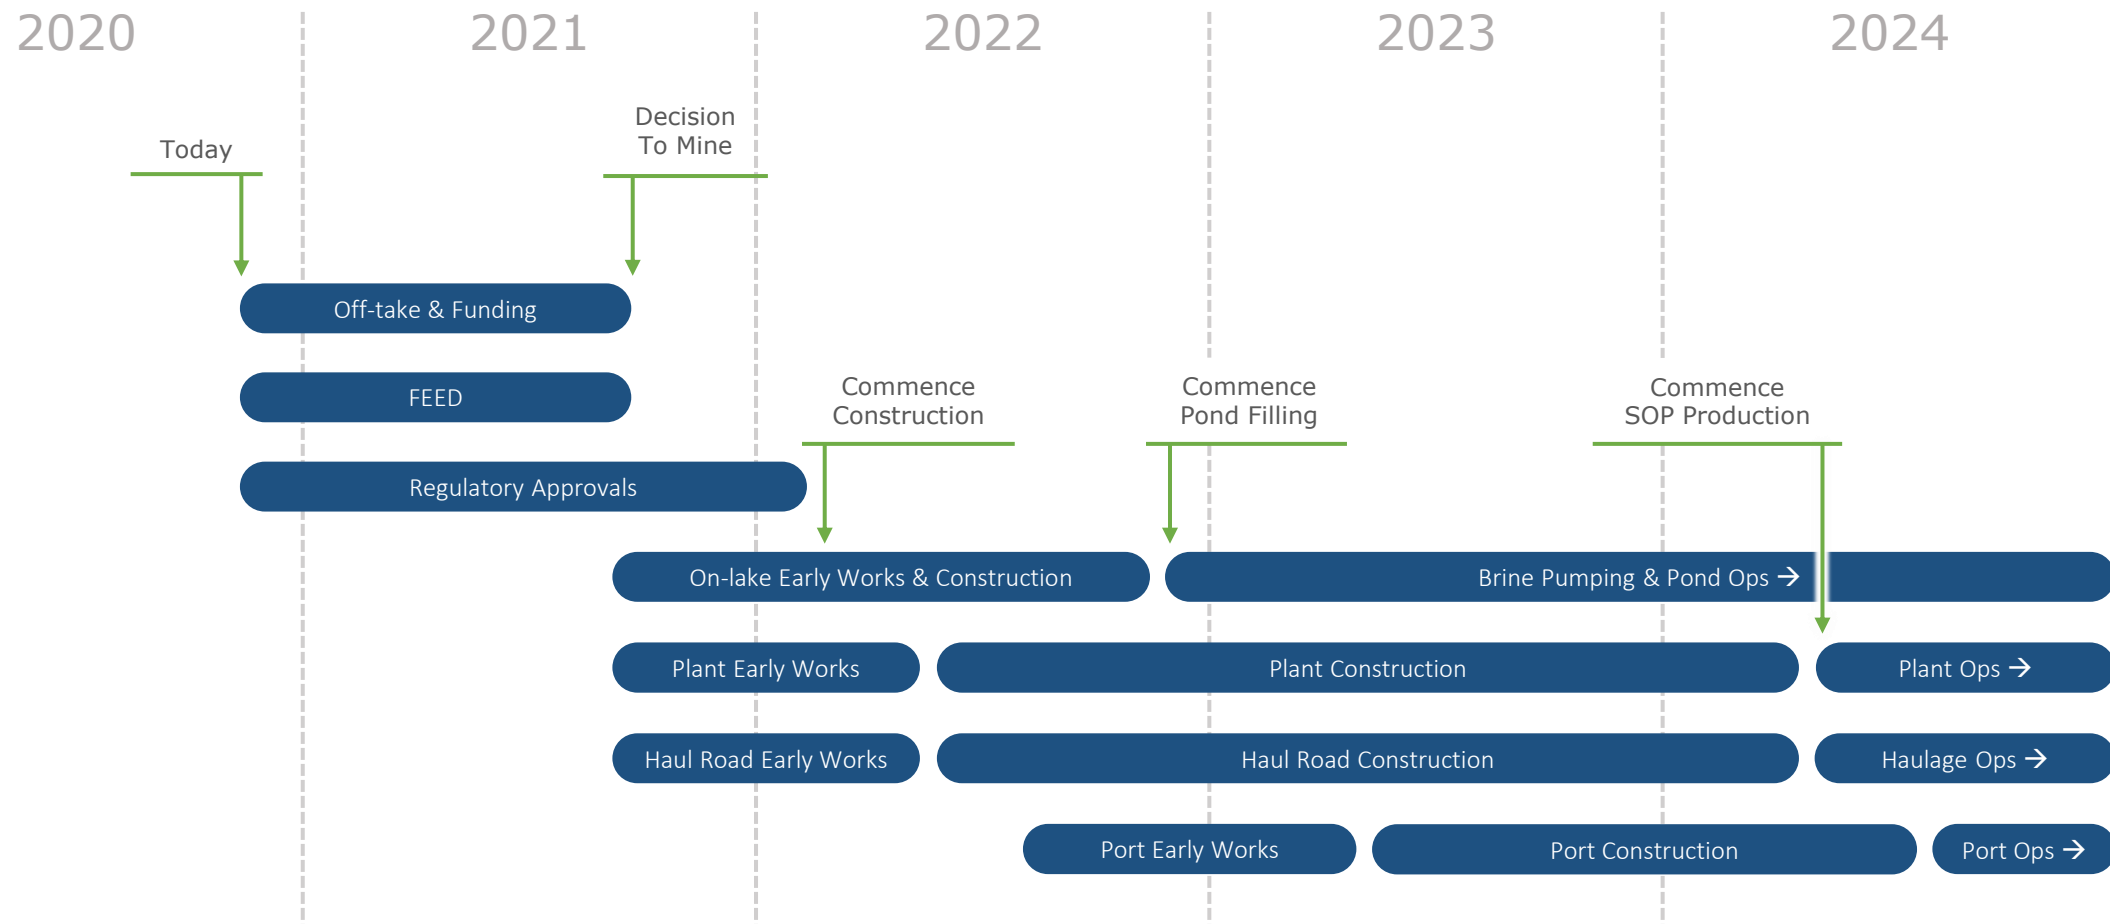 2020
2021
2022
2023
2024
Today
Decision
To Mine
Off-take & Funding
FEED
Regulatory Approvals
Commence
Construction
Commence
Pond Filling
Commence
SOP Production
On-lake Early Works & Construction
Brine Pumping & Pond Ops →
Plant Early Works
Plant Construction
Plant Ops →
Haul Road Early Works
Haul Road Construction
Haulage Ops →
Port Early Works
Port Construction
Port Ops →